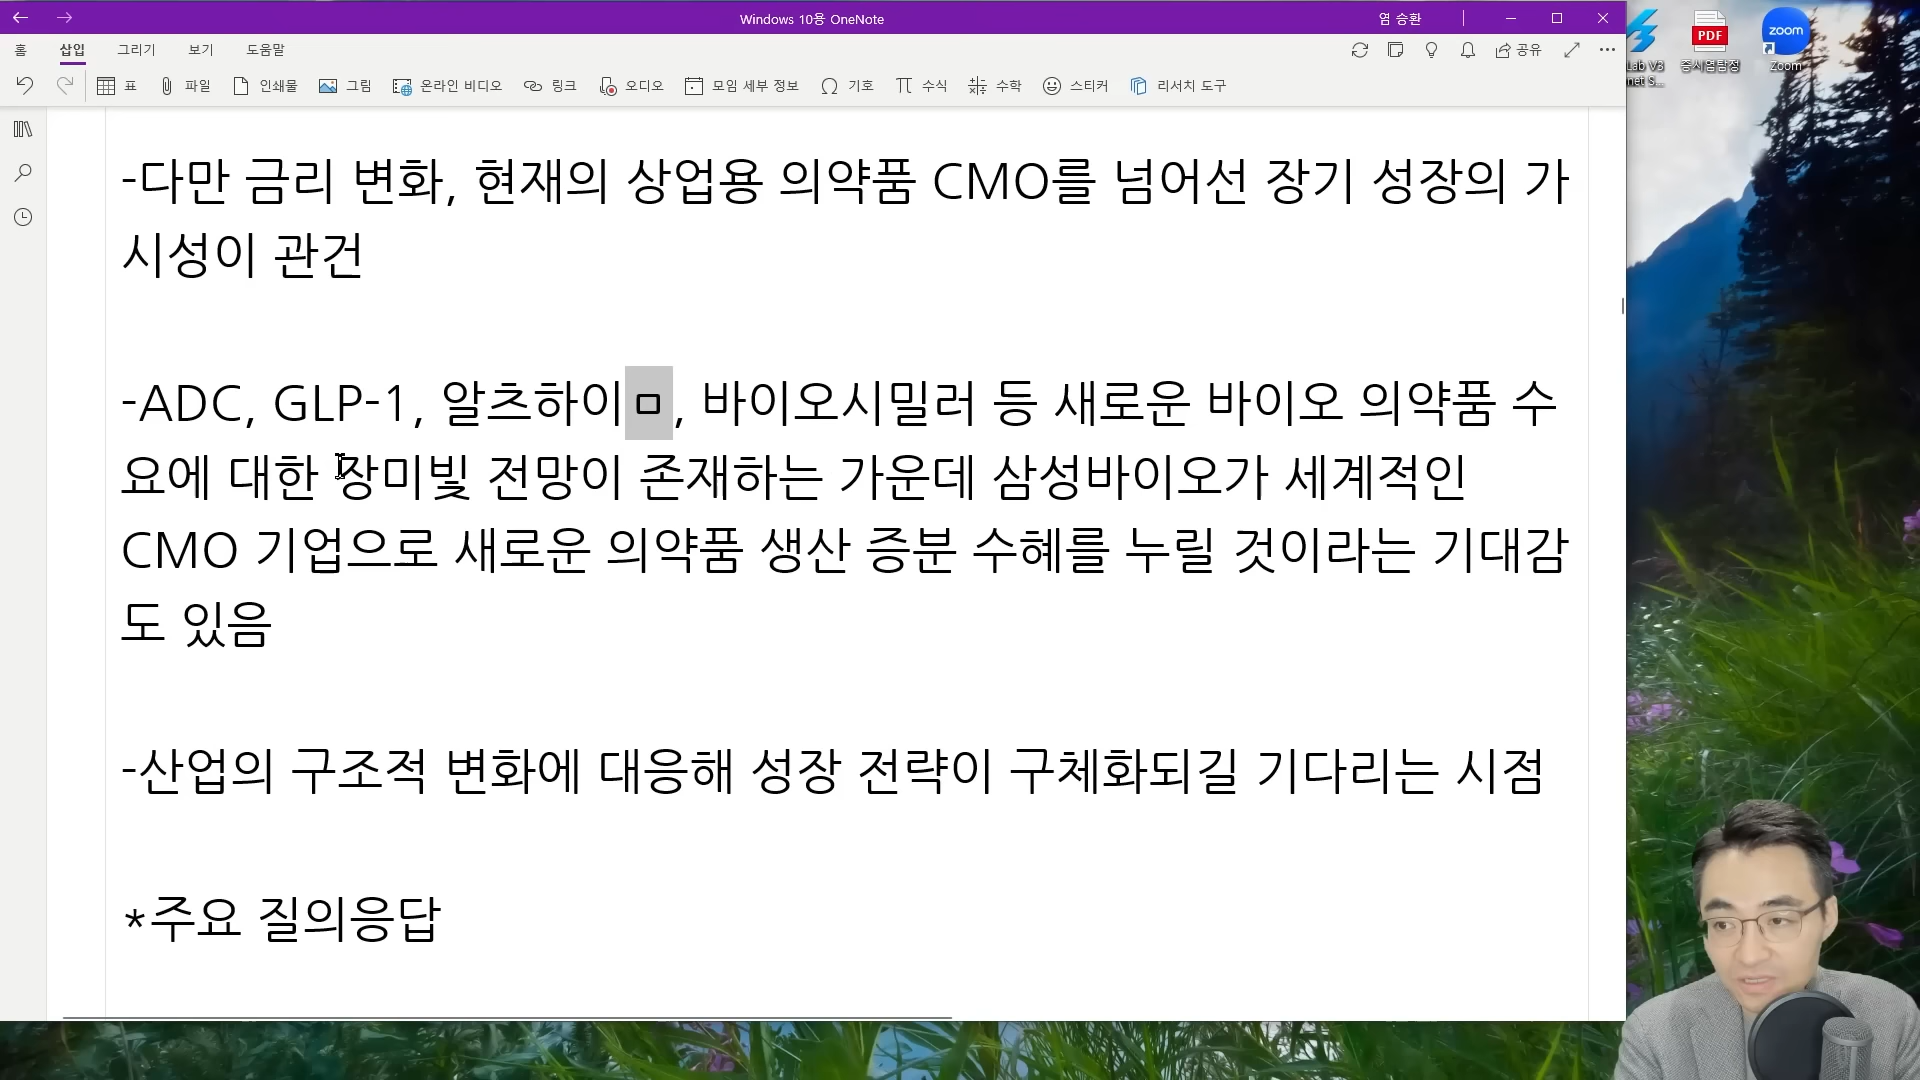 Windows 10용 OneNote
염 승환
홈 삽입 그리기 보기 도움말
공유
표 파일 인쇄물 그림 온라인 비디오 링크 오디오 모임 세부 정보 기호 수식 수학 스티커 리서치 도구
-다만 금리 변화, 현재의 상업용 의약품 CMO를 넘어선 장기 성장의 가
시성이 관건
-ADC, GLP-1, 알츠하이ㅁ, 바이오시밀러 등 새로운 바이오 의약품 수
요에 대한 장미빛 전망이 존재하는 가운데 삼성바이오가 세계적인
CMO 기업으로 새로운 의약품 생산 증분 수혜를 누릴 것이라는 기대감
도 있음
-산업의 구조적 변화에 대응해 성장 전략이 구체화되길 기다리는 시점
*주요 질의응답
Lab V3
net S...
PDF
증시염탐정
zoom
Zoom